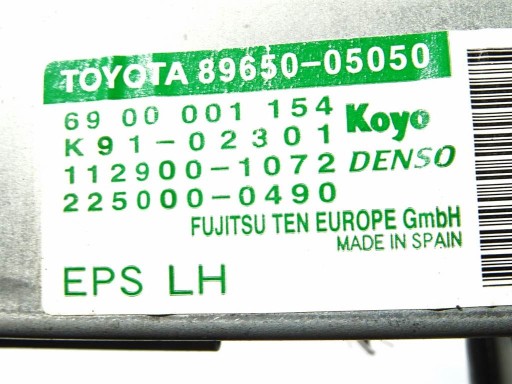 TOYOTA 89650-05050
69 00 001 154
K91-02301 Koyo
112900-1072 DENSO
225000-0490
FUJITSU TEN EUROPE GmbH
MADE IN SPAIN
EPS LH